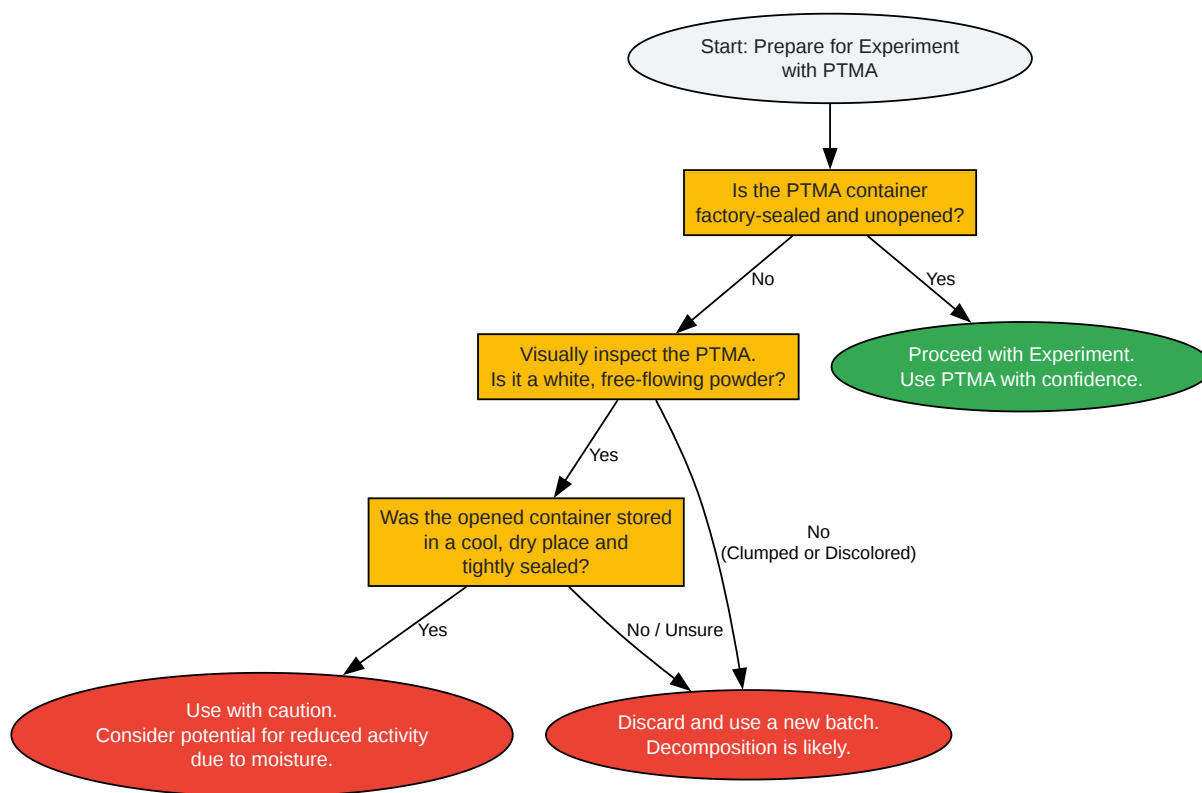 Start: Prepare for Experiment
with PTMA
Is the PTMA container
factory-sealed and unopened?
No
Yes
Visually inspect the PTMA.
Is it a white, free-flowing powder?
Proceed with Experiment.
Use PTMA with confidence.
Yes
Was the opened container stored
in a cool, dry place and
tightly sealed?
No
(Clumped or Discolored)
Yes
No / Unsure
Use with caution.
Consider potential for reduced activity
due to moisture.
Discard and use a new batch.
Decomposition is likely.